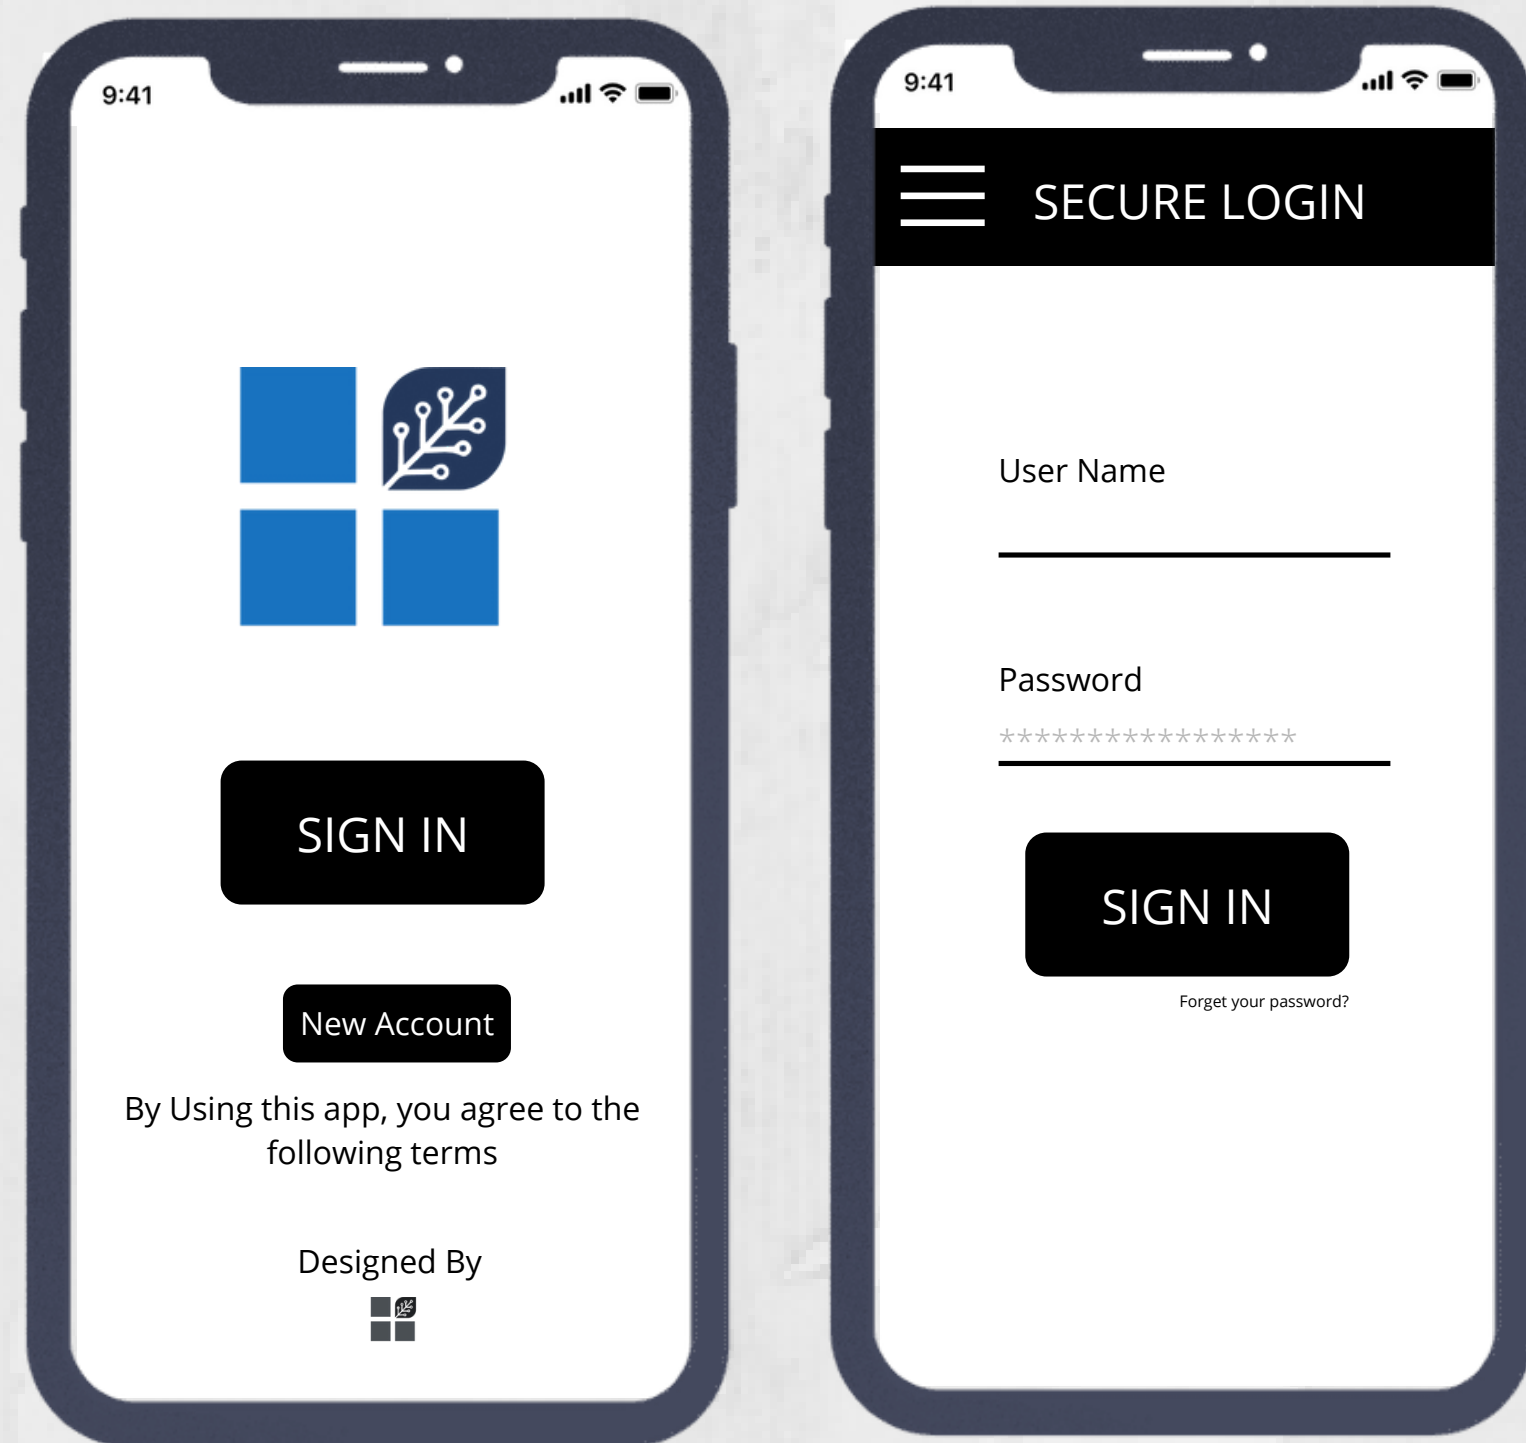 9:41
SIGN IN
New Account
By Using this app, you agree to the
following terms
Designed By
9:41
SECURE LOGIN
User Name
Password
*****************
SIGN IN
Forget your password?